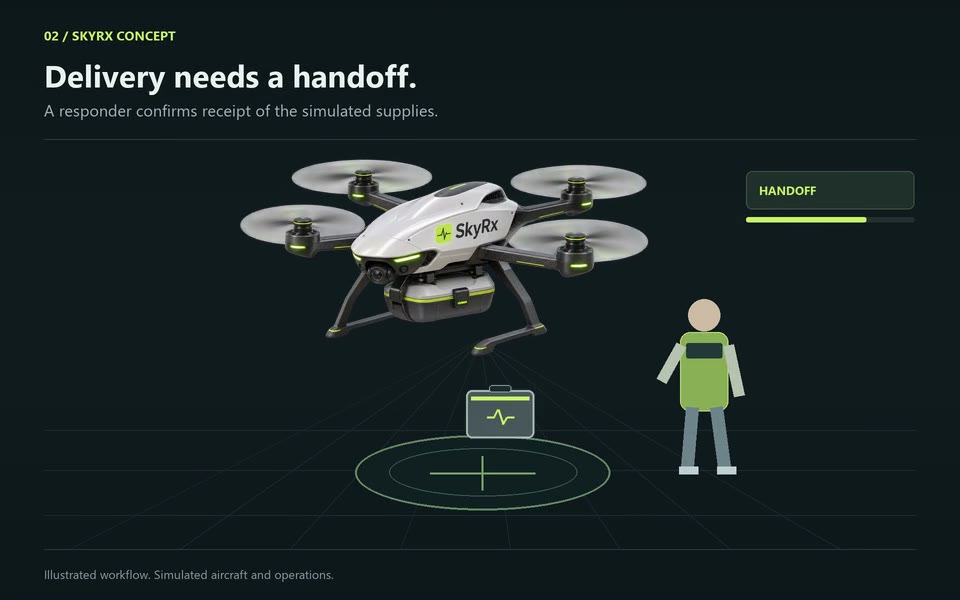 02 / SKYRX CONCEPT
Delivery needs a handoff.
A responder confirms receipt of the simulated supplies.
HANDOFF
SkyRx
Illustrated workflow. Simulated aircraft and operations.